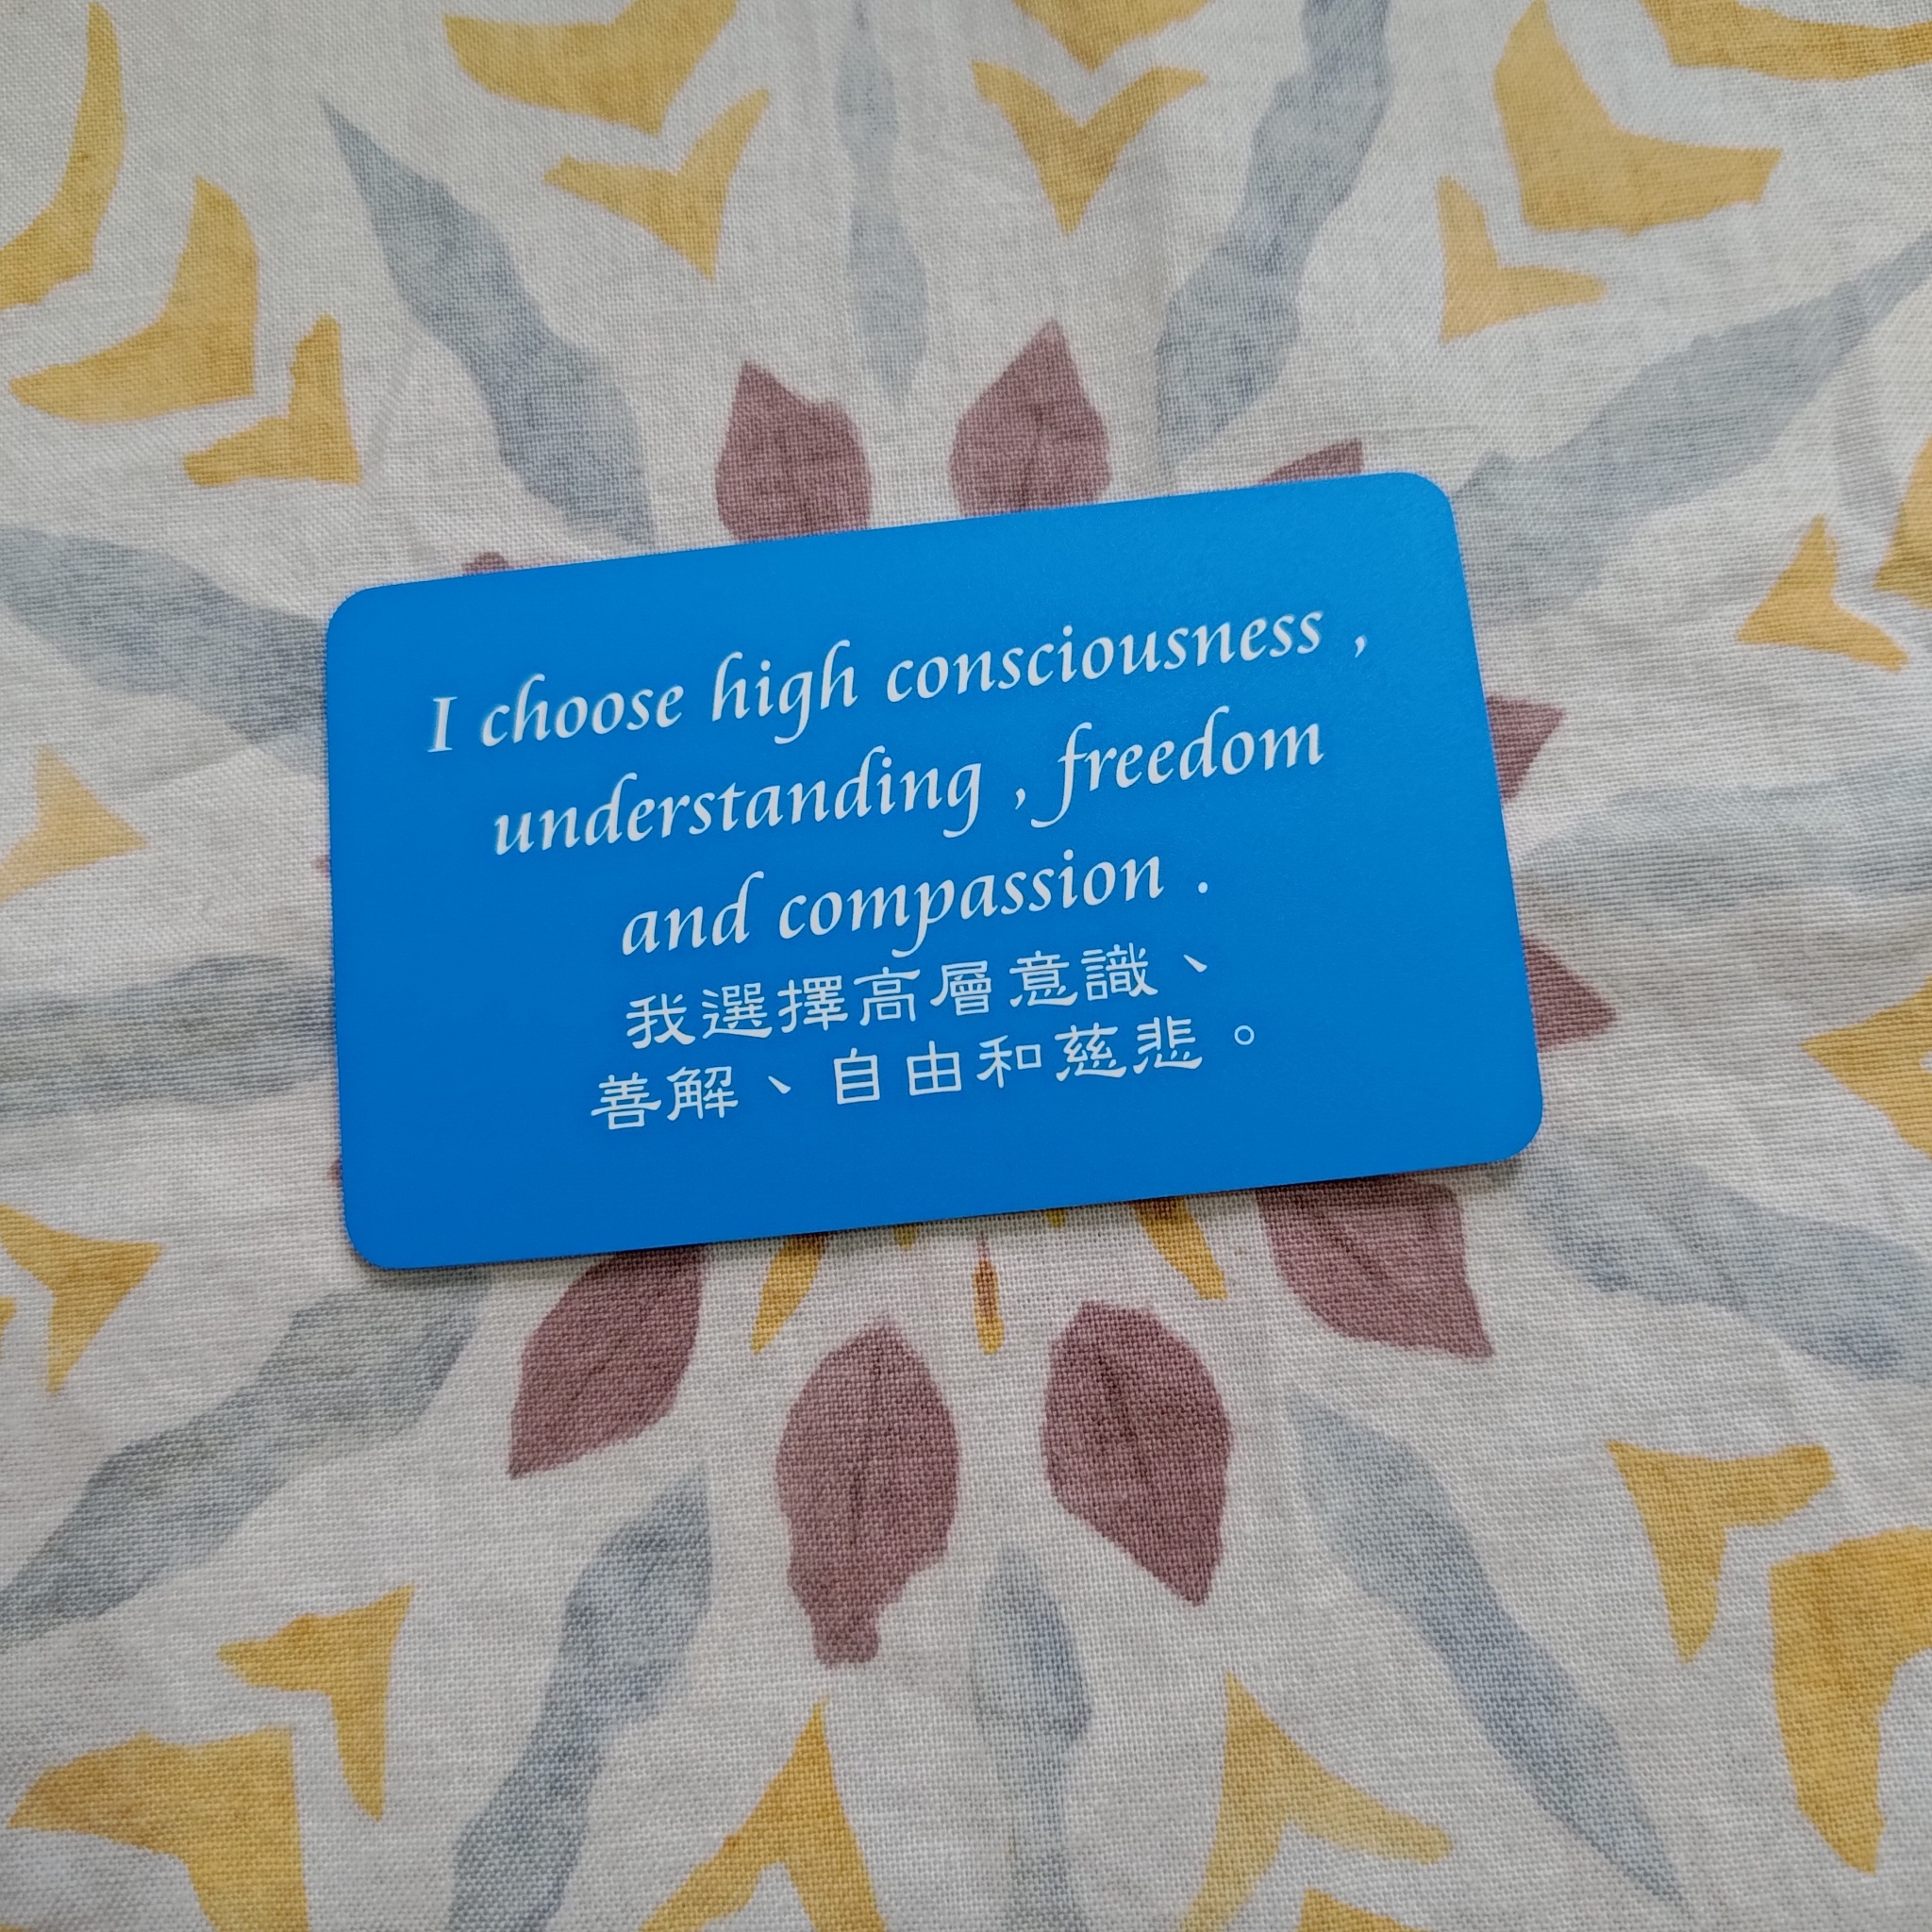 I choose high consciousness ,
understanding , freedom
and compassion .
我選擇高層意識、
善解、自由和慈悲。